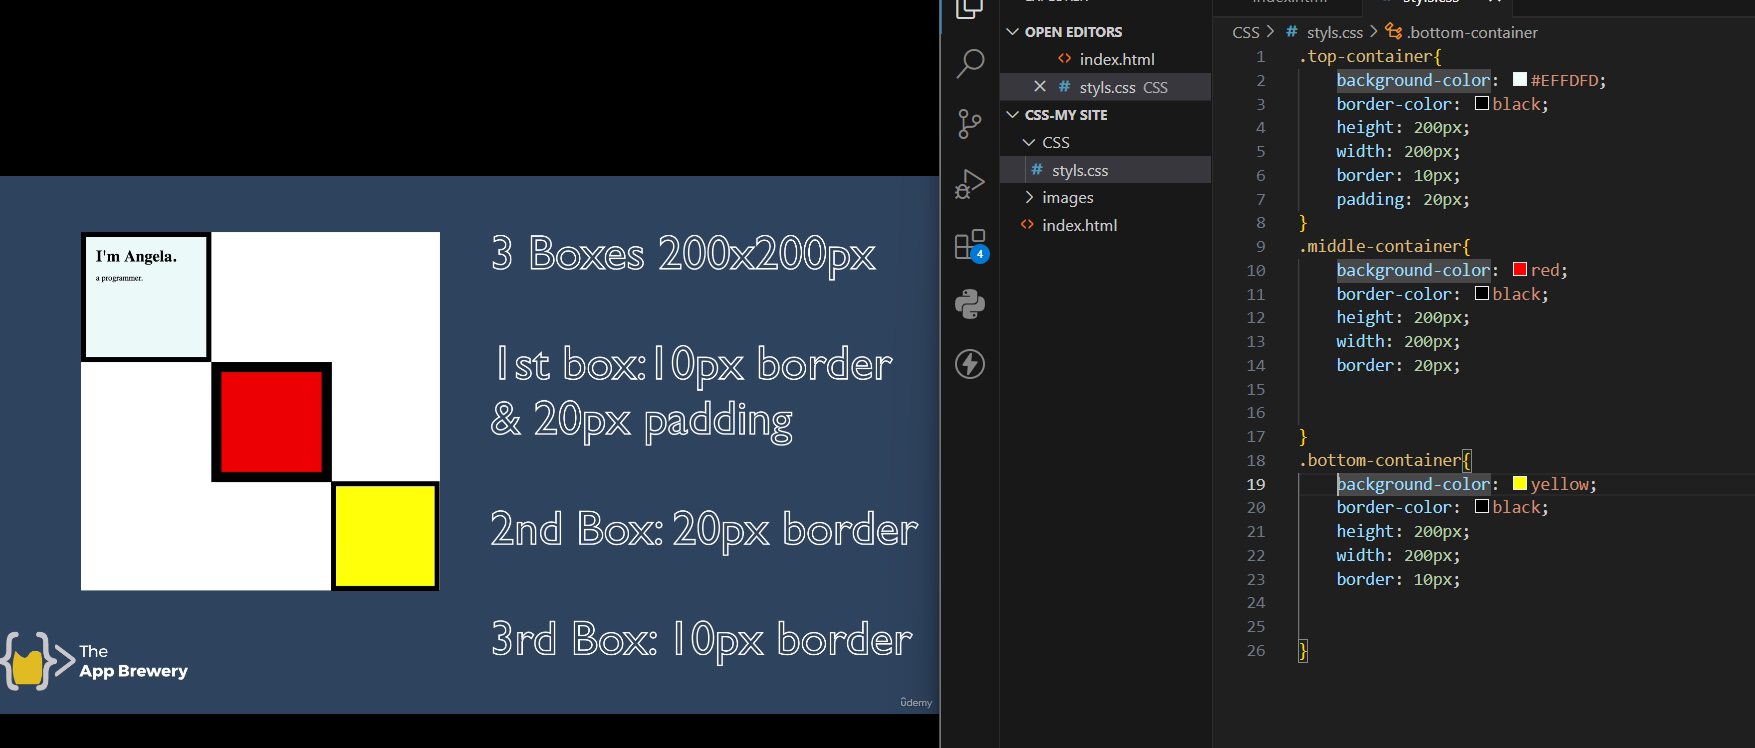 I'm Angela.
a programmer.
3 Boxes 200x200px
1st box:10px border
& 20px padding
2nd Box: 20px border
3rd Box: 10px border
The
App Brewery
ûdemy
OPEN EDITORS
index.html
styls.css CSS
CSS-MY SITE
CSS
styls.css
images
index.html
4
CSS > # styls.css > .bottom-container
1 .top-container{
2 background-color: #EFFDFD;
3 border-color: black;
4 height: 200px;
5 width: 200px;
6 border: 10px;
7 padding: 20px;
8 }
9 .middle-container{
10 background-color: red;
11 border-color: black;
12 height: 200px;
13 width: 200px;
14 border: 20px;
15
16
17 }
18 .bottom-container{
19 background-color: yellow;
20 border-color: black;
21 height: 200px;
22 width: 200px;
23 border: 10px;
24
25
26 }